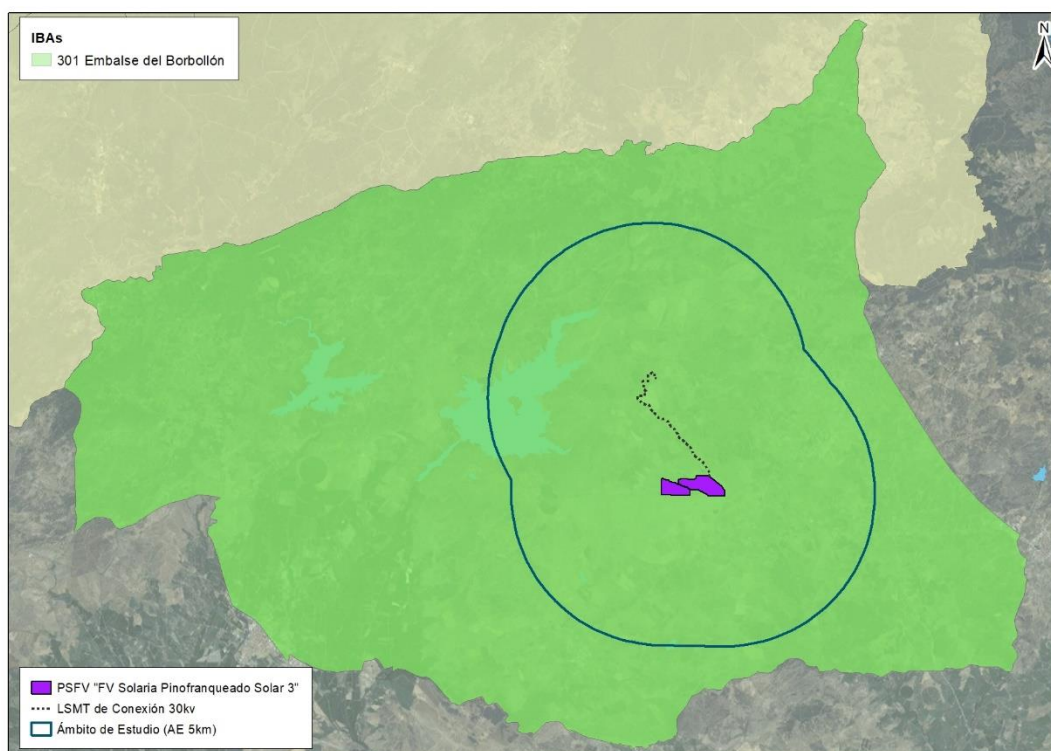 IBAs
301 Embalse del Borbollón
N
PSFV "FV Solaria Pinofranqueado Solar 3"
LSMT de Conexión 30kv
Ámbito de Estudio (AE 5km)